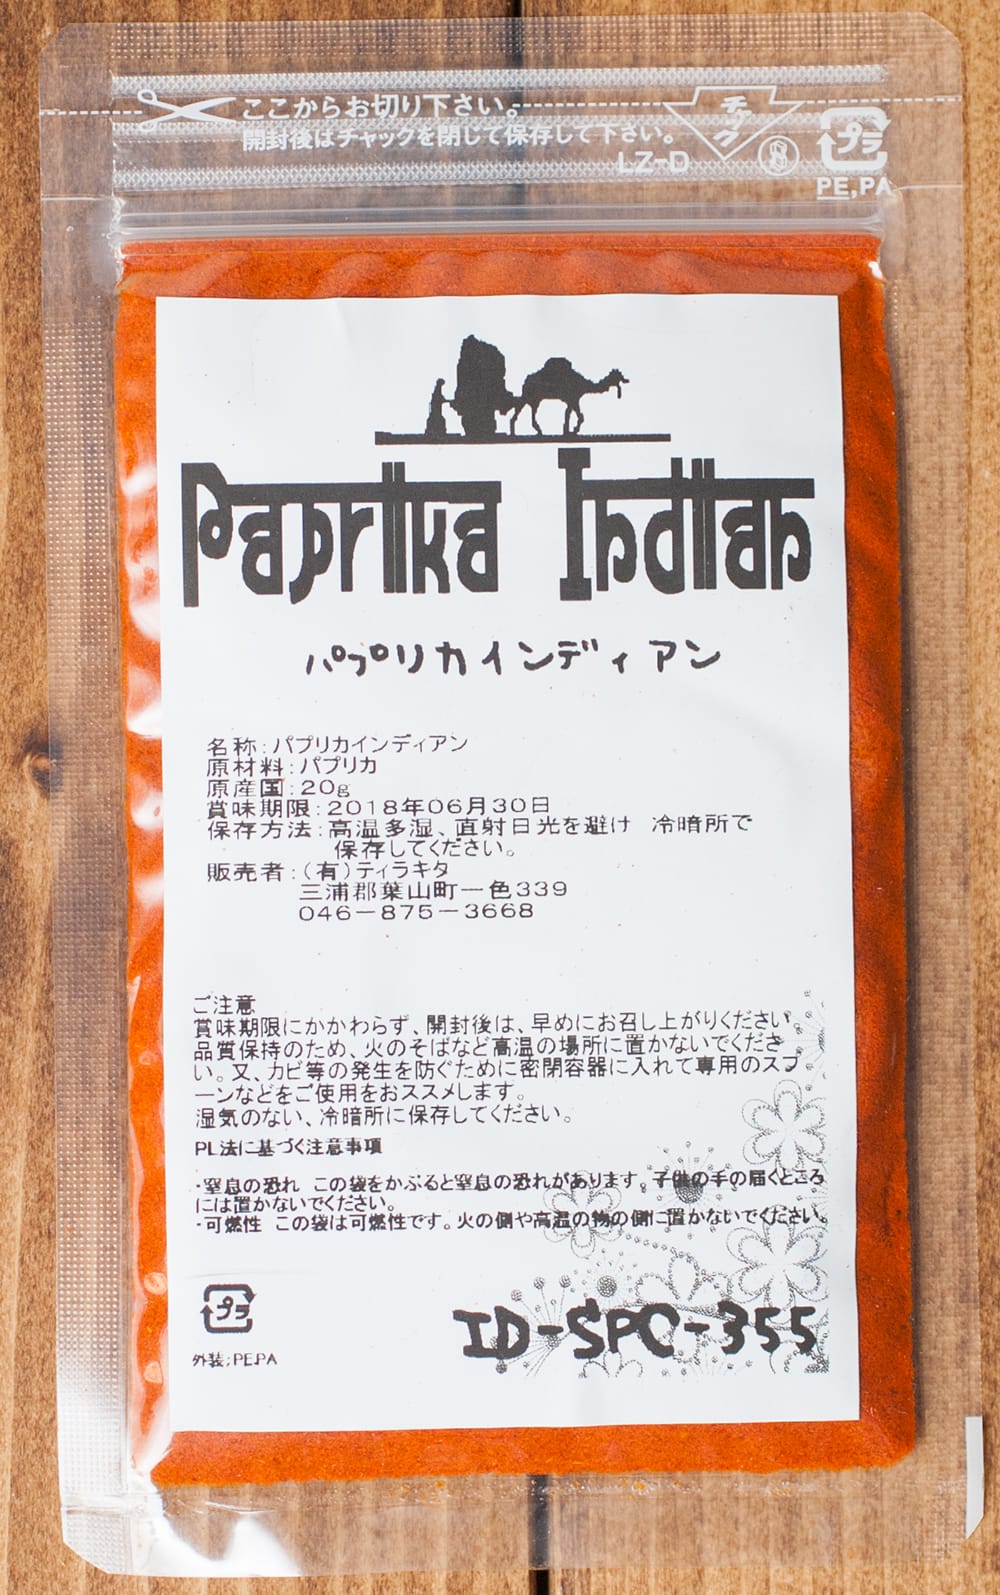 ここからお切り下さい。
開封後はチャックを閉じて保存して下さい。
チャック
LZ-D
プラ
PE,PA
Paprika Indian
パプリカインディアン
名称:パプリカインディアン
原材料:パプリカ
原産国:20g
賞味期限:2018年06月30日
保存方法:高温多湿、直射日光を避け 冷暗所で
保存してください。
販売者:(有)ティラキタ
三浦郡葉山町一色339
046-875-3668
ご注意
賞味期限にかかわらず、開封後は、早めにお召し上がりください。
品質保持のため、火のそばなど高温の場所に置かないでくださ
い。又、カビ等の発生を防ぐために密閉容器に入れて専用のスプ
ーンなどをご使用をおススメします。
湿気のない、冷暗所に保存してください。
PL法に基づく注意事項
・窒息の恐れ この袋をかぶると窒息の恐れがあります。子供の手の届くところ
には置かないでください。
・可燃性 この袋は可燃性です。火の側や高温の物の側に置かないでください。
プラ
外装;PE,PA
ID-SPC-355